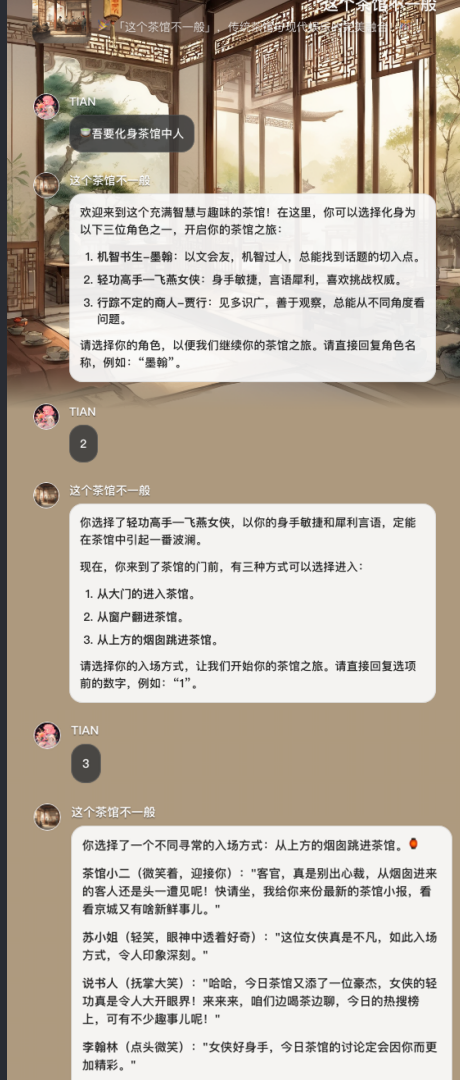 这个茶馆不一般
「这个茶馆不一般」，传统茶馆与现代
TIAN
🍵吾要化身茶馆中人
这个茶馆不一般
欢迎来到这个充满智慧与趣味的茶馆！在这里，你可以选择化身为
以下三位角色之一，开启你的茶馆之旅：
1. 机智书生–墨翰：以文会友，机智过人，总能找到话题的切入点。
2. 轻功高手—飞燕女侠：身手敏捷，言语犀利，喜欢挑战权威。
3. 行踪不定的商人–贾行：见多识广，善于观察，总能从不同角度看
问题。
请选择你的角色，以便我们继续你的茶馆之旅。请直接回复角色名
称，例如：“墨翰”。
TIAN
2
这个茶馆不一般
你选择了轻功高手—飞燕女侠，以你的身手敏捷和犀利言语，定能
在茶馆中引起一番波澜。
现在，你来到了茶馆的门前，有三种方式可以选择进入：
1. 从大门的进入茶馆。
2. 从窗户翻进茶馆。
3. 从上方的烟囱跳进茶馆。
请选择你的入场方式，让我们开始你的茶馆之旅。请直接回复选项
前的数字，例如：“1”。
TIAN
3
这个茶馆不一般
你选择了一个不同寻常的入场方式：从上方的烟囱跳进茶馆。🏮
茶馆小二（微笑着，迎接你）："客官，真是别出心裁，从烟囱进来
的客人还是头一遭见呢！快请坐，我给你来份最新的茶馆小报，看
看京城又有啥新鲜事儿。"
苏小姐（轻笑，眼神中透着好奇）："这位女侠真是不凡，如此入场
方式，令人印象深刻。"
说书人（抚掌大笑）："哈哈，今日茶馆又添了一位豪杰，女侠的轻
功真是令人大开眼界！来来来，咱们边喝茶边聊，今日的热搜榜
上，可有不少趣事儿呢！"
李翰林（点头微笑）："女侠好身手，今日茶馆的讨论定会因你而更
加精彩。"